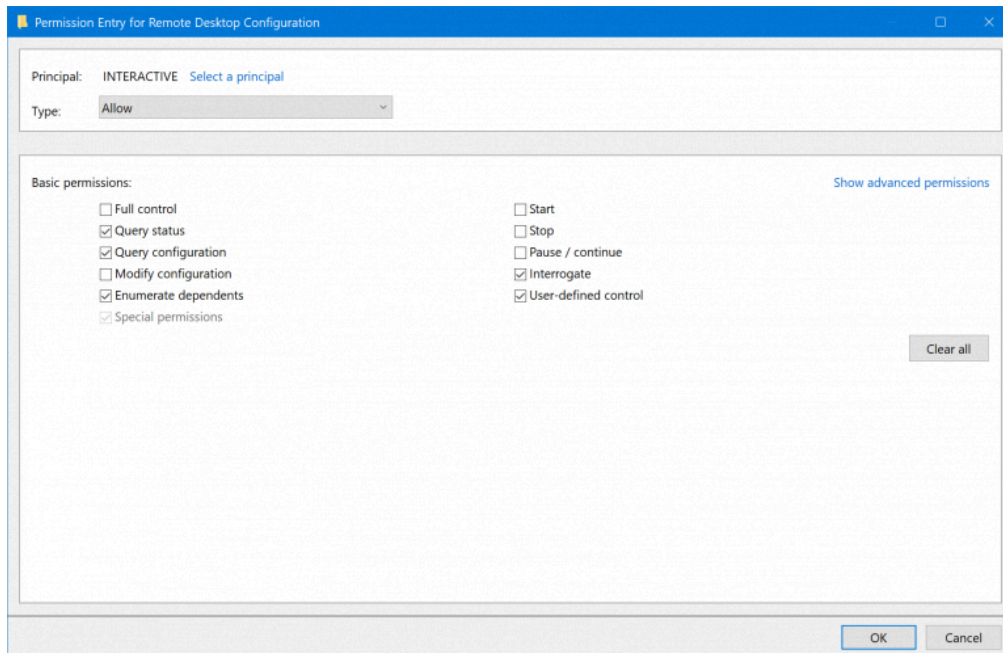 Permission Entry for Remote Desktop Configuration
Principal: INTERACTIVE Select a principal
Type: Allow
Basic permissions: Show advanced permissions
Full control
Query status
Query configuration
Modify configuration
Enumerate dependents
Special permissions
Start
Stop
Pause / continue
Interrogate
User-defined control
Clear all
OK Cancel